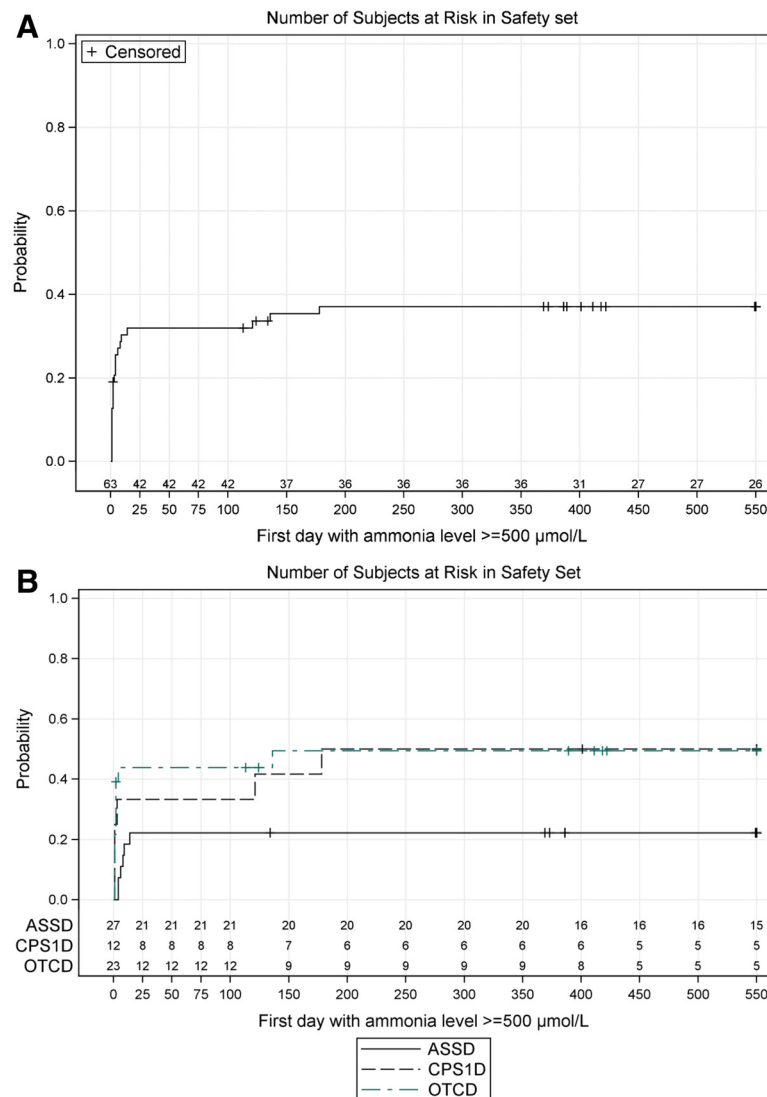 A
Number of Subjects at Risk in Safety set
+ Censored
1.0
0.8
0.6
0.4
0.2
0.0
Probability
63 42 42 42 42 37 36 36 36 36 31 27 27 26
0 25 50 75 100 150 200 250 300 350 400 450 500 550
First day with ammonia level >=500 µmol/L
B
Number of Subjects at Risk in Safety Set
1.0
0.8
0.6
0.4
0.2
0.0
Probability
ASSD 27 21 21 21 21 20 20 20 20 20 16 16 16 15
CPS1D 12 8 8 8 8 7 6 6 6 6 6 5 5 5
OTCD 23 12 12 12 12 9 9 9 9 9 8 5 5 5
0 25 50 75 100 150 200 250 300 350 400 450 500 550
First day with ammonia level >=500 µmol/L
ASSD
CPS1D
OTCD